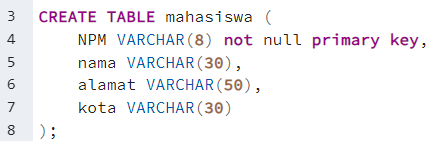 3 CREATE TABLE mahasiswa (
4     NPM VARCHAR(8) not null primary key,
5     nama VARCHAR(30),
6     alamat VARCHAR(50),
7     kota VARCHAR(30)
8 );